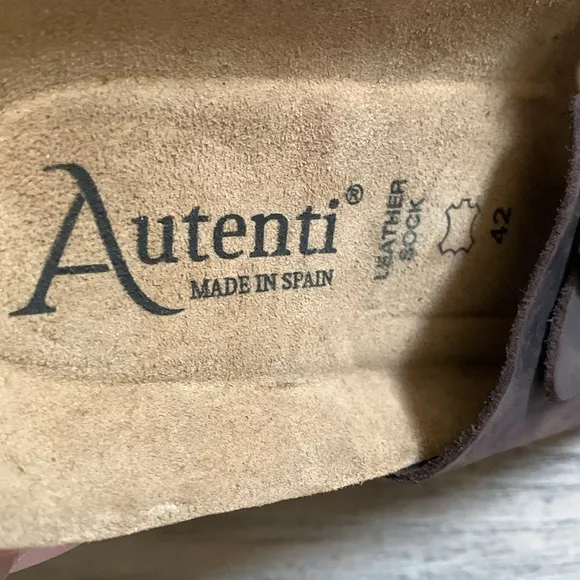 Autenti®
MADE IN SPAIN
LEATHER
SOCK
42